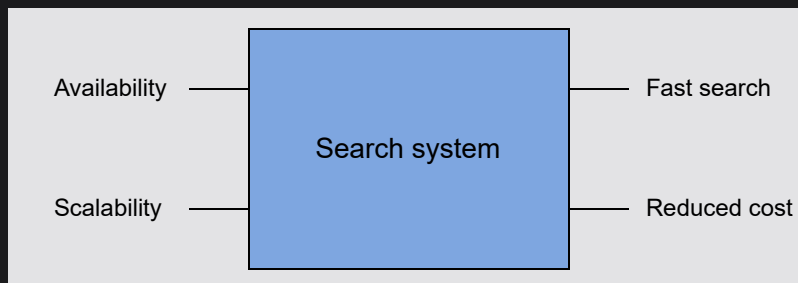 Availability
Fast search
Search system
Scalability
Reduced cost